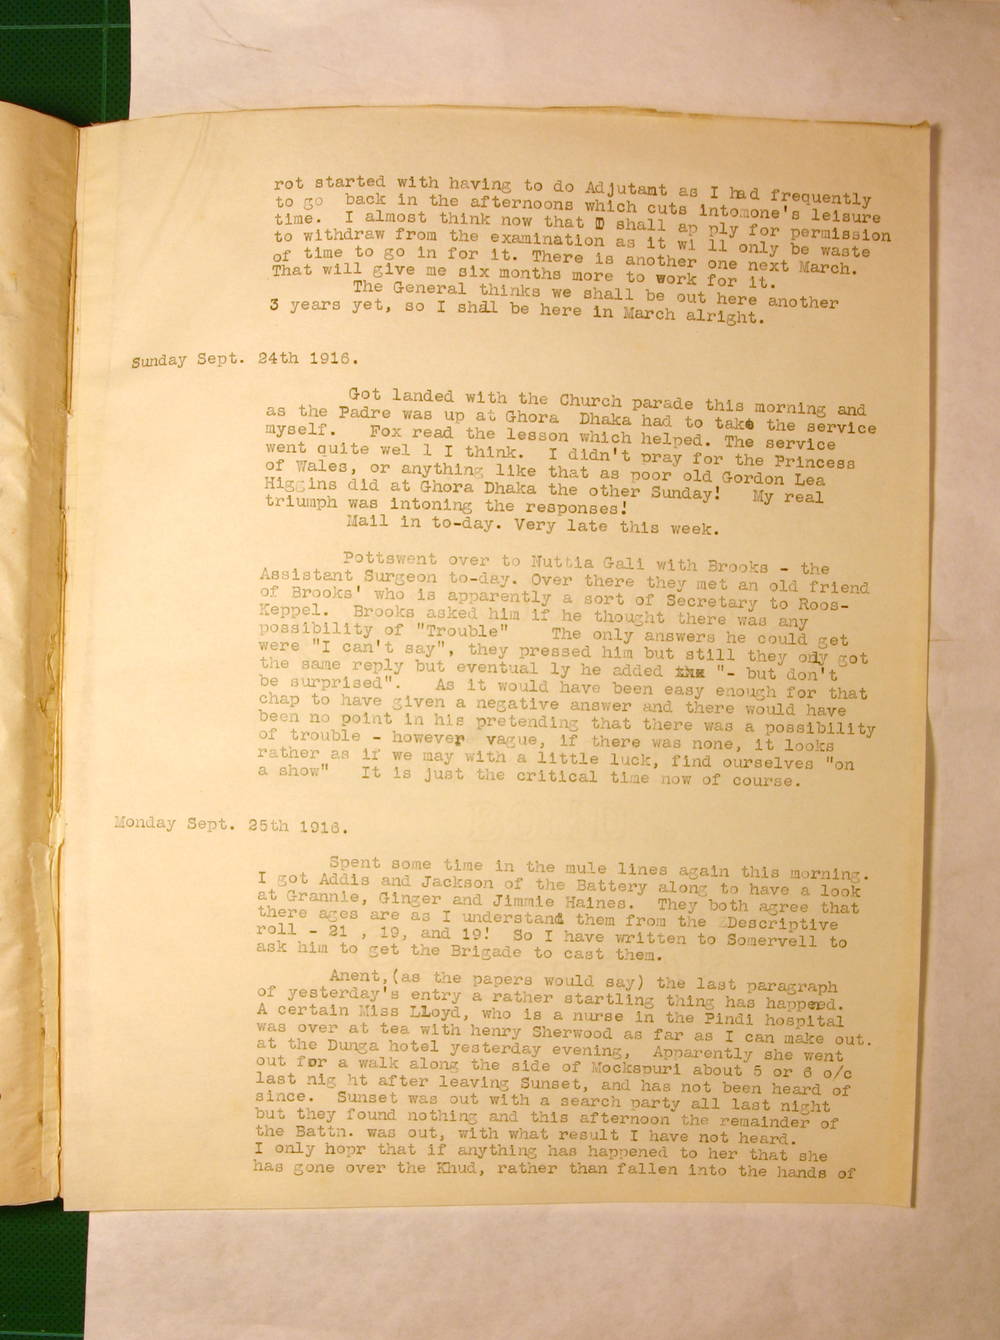 rot started with having to do Adjutant as I had frequently
to go back in the afternoons which cuts intomone's leisure
time. I almost think now that D shall ap ply for permission
to withdraw from the examination as it wi ll only be waste
of time to go in for it. There is another one next March.
That will give me six months more to work for it.
The General thinks we shall be out here another
3 years yet, so I shal be here in March alright.
Sunday Sept. 24th 1916.
Got landed with the Church parade this morning and
as the Padre was up at Ghora Dhaka had to take the service
myself. Fox read the lesson which helped. The service
went quite wel l I think. I didn't pray for the Princess
of Wales, or anything like that as poor old Gordon Lea
Higgins did at Ghora Dhaka the other Sunday! My real
triumph was intoning the responses!
Mail in to-day. Very late this week.
Pottswent over to Nuttia Gali with Brooks - the
Assistant Surgeon to-day. Over there they met an old friend
of Brooks' who is apparently a sort of Secretary to Roos-
Keppel. Brooks asked him if he thought there was any
possibility of "Trouble" The only answers he could get
were "I can't say", they pressed him but still they only got
the same reply but eventual ly he added "- but don't
be surprised". As it would have been easy enough for that
chap to have given a negative answer and there would have
been no point in his pretending that there was a possibility
of trouble - however vague, if there was none, it looks
rather as if we may with a little luck, find ourselves "on
a show" It is just the critical time now of course.
Monday Sept. 25th 1916.
Spent some time in the mule lines again this morning.
I got Addis and Jackson of the Battery along to have a look
at Grannie, Ginger and Jimmie Haines. They both agree that
there ages are as I understand them from the Descriptive
roll - 21 , 19, and 19! So I have written to Somervell to
ask him to get the Brigade to cast them.
Anent,(as the papers would say) the last paragraph
of yesterday's entry a rather startling thing has happened.
A certain Miss LLoyd, who is a nurse in the Pindi hospital
was over at tea with henry Sherwood as far as I can make out.
at the Dunga hotel yesterday evening, Apparently she went
out for a walk along the side of Mockspuri about 5 or 6 o/c
last nig ht after leaving Sunset, and has not been heard of
since. Sunset was out with a search party all last night
but they found nothing and this afternoon the remainder of
the Battn. was out, with what result I have not heard.
I only hopr that if anything has happened to her that she
has gone over the Khud, rather than fallen into the hands of